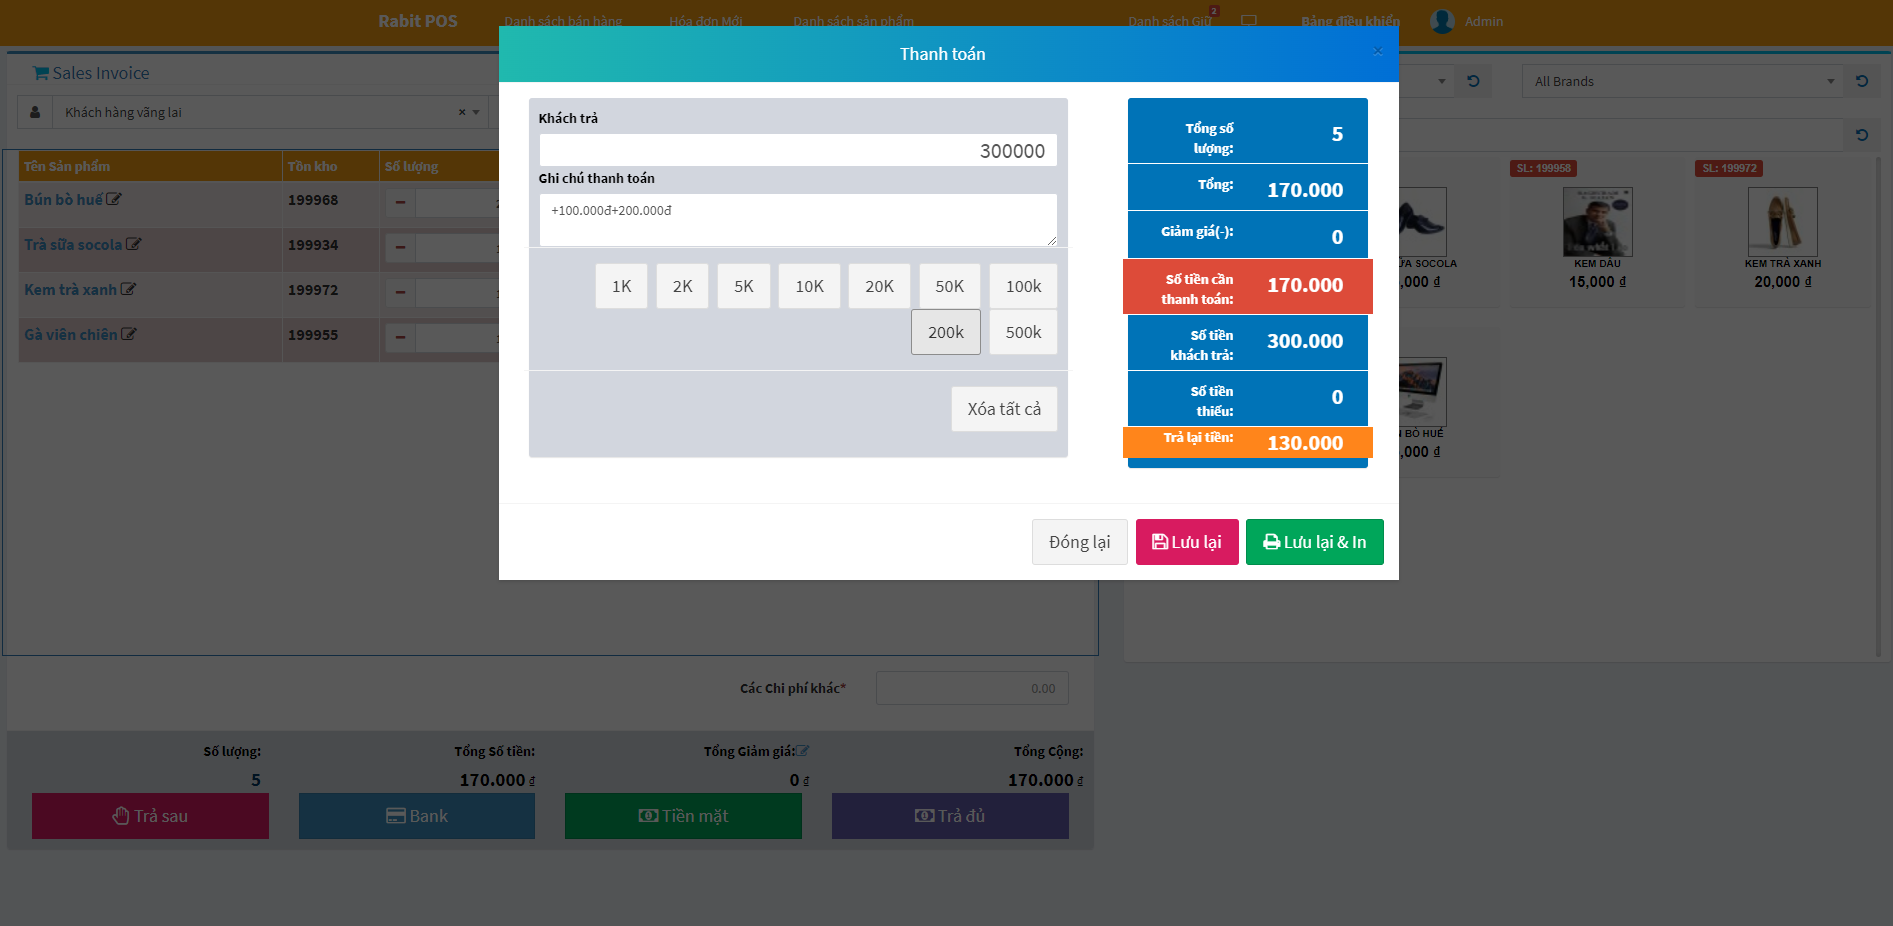 Rabit POS
Danh sách bán hàng
Hóa đơn Mới
Danh sách sản phẩm
Danh sách Giữ
2
Bảng điều khiển
Admin
Thanh toán
×
Sales Invoice
Khách hàng vãng lai
×
All Brands
Tên Sản phẩm
Tồn kho
Số lượng
Bún bò huế
199968
Trà sữa socola
199934
Kem trà xanh
199972
Gà viên chiên
199955
Khách trả
300000
Ghi chú thanh toán
+100.000đ+200.000đ
1K
2K
5K
10K
20K
50K
100k
200k
500k
Xóa tất cả
Tổng số
lượng:
5
Tổng:
170.000
Giảm giá(-):
0
Số tiền cần
thanh toán:
170.000
Số tiền
khách trả:
300.000
Số tiền
thiếu:
0
Trả lại tiền:
130.000
Đóng lại
Lưu lại
Lưu lại & In
SOCOLA
,000 ₫
SL: 199958
KEM DÂU
15,000 ₫
SL: 199972
KEM TRÀ XANH
20,000 ₫
BÒ HUẾ
,000 ₫
Các Chi phí khác*
0.00
Số lượng:
5
Tổng Số tiền:
170.000 ₫
Tổng Giảm giá:
0 ₫
Tổng Cộng:
170.000 ₫
Trả sau
Bank
Tiền mặt
Trả đủ